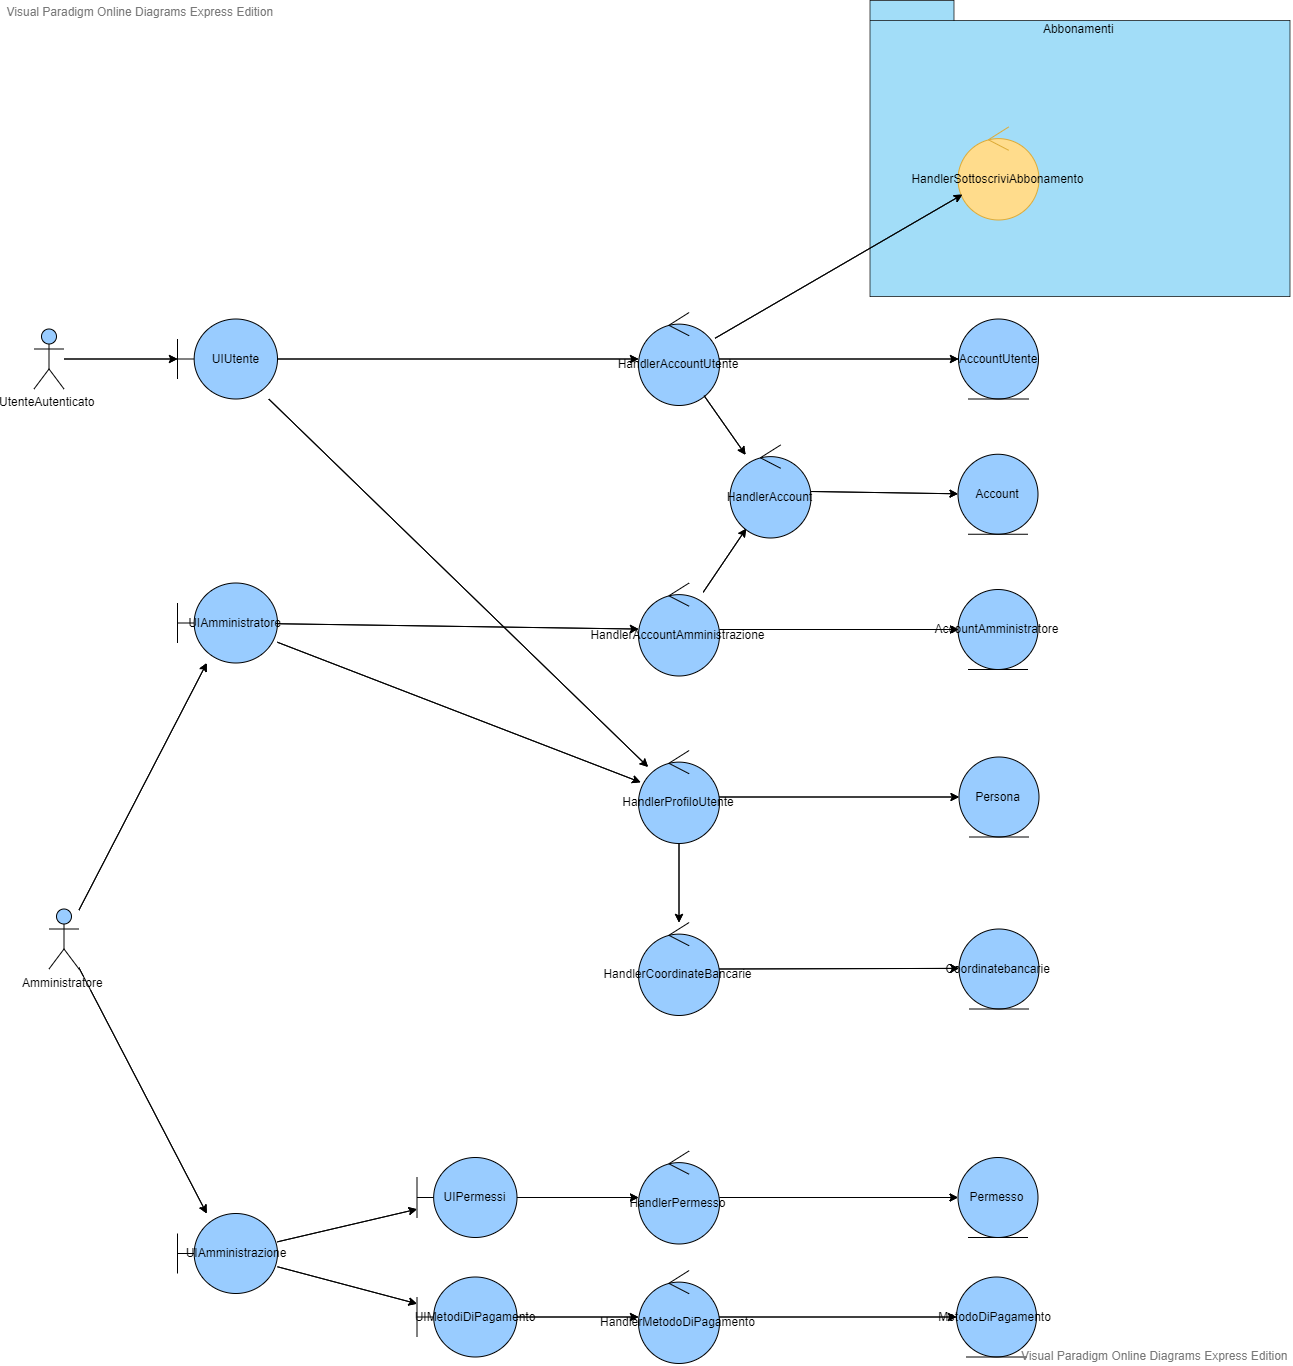 Visual Paradigm Online Diagrams Express Edition
Abbonamenti
HandlerSottoscriviAbbonamento
UtenteAutenticato
UIUtente
HandlerAccountUtente
AccountUtente
HandlerAccount
Account
UIAmministratore
HandlerAccountAmministrazione
AccountAmministratore
HandlerProfiloUtente
Persona
Amministratore
HandlerCoordinateBancarie
Coordinatebancarie
UIPermessi
HandlerPermesso
Permesso
UIAmministrazione
UIMetodiDiPagamento
HandlerMetodoDiPagamento
MetodoDiPagamento
Visual Paradigm Online Diagrams Express Edition